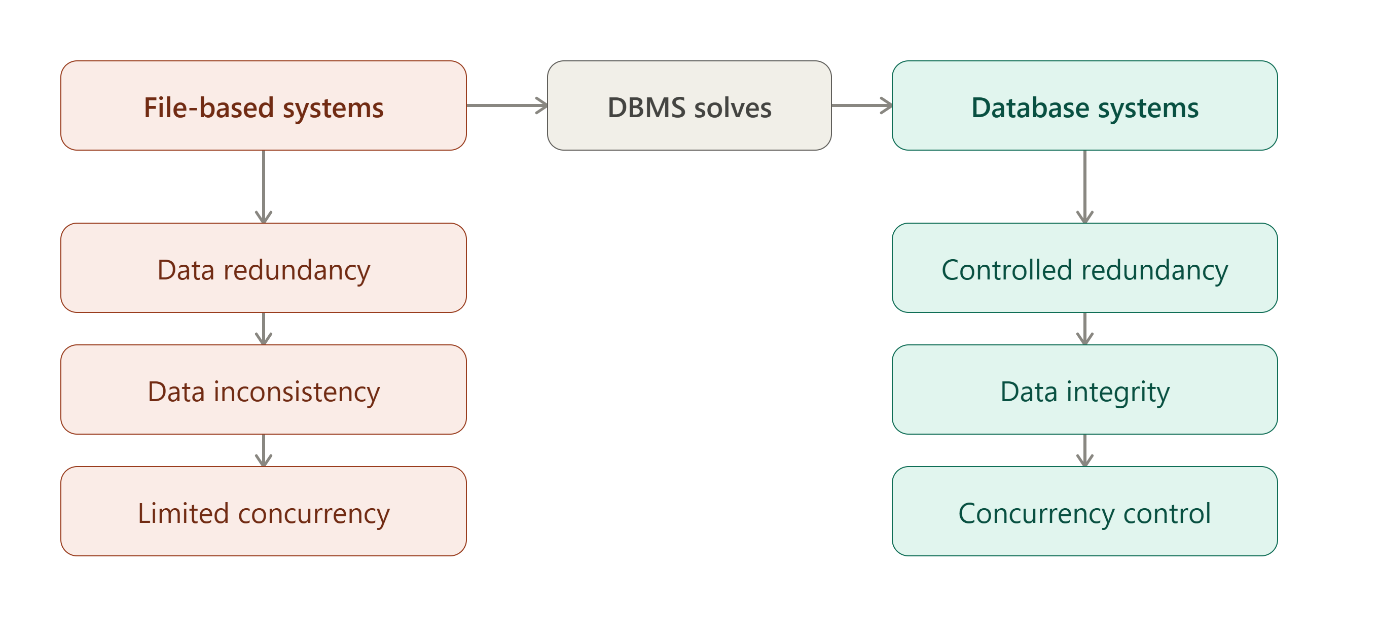 File-based systems
DBMS solves
Database systems
Data redundancy
Controlled redundancy
Data inconsistency
Data integrity
Limited concurrency
Concurrency control